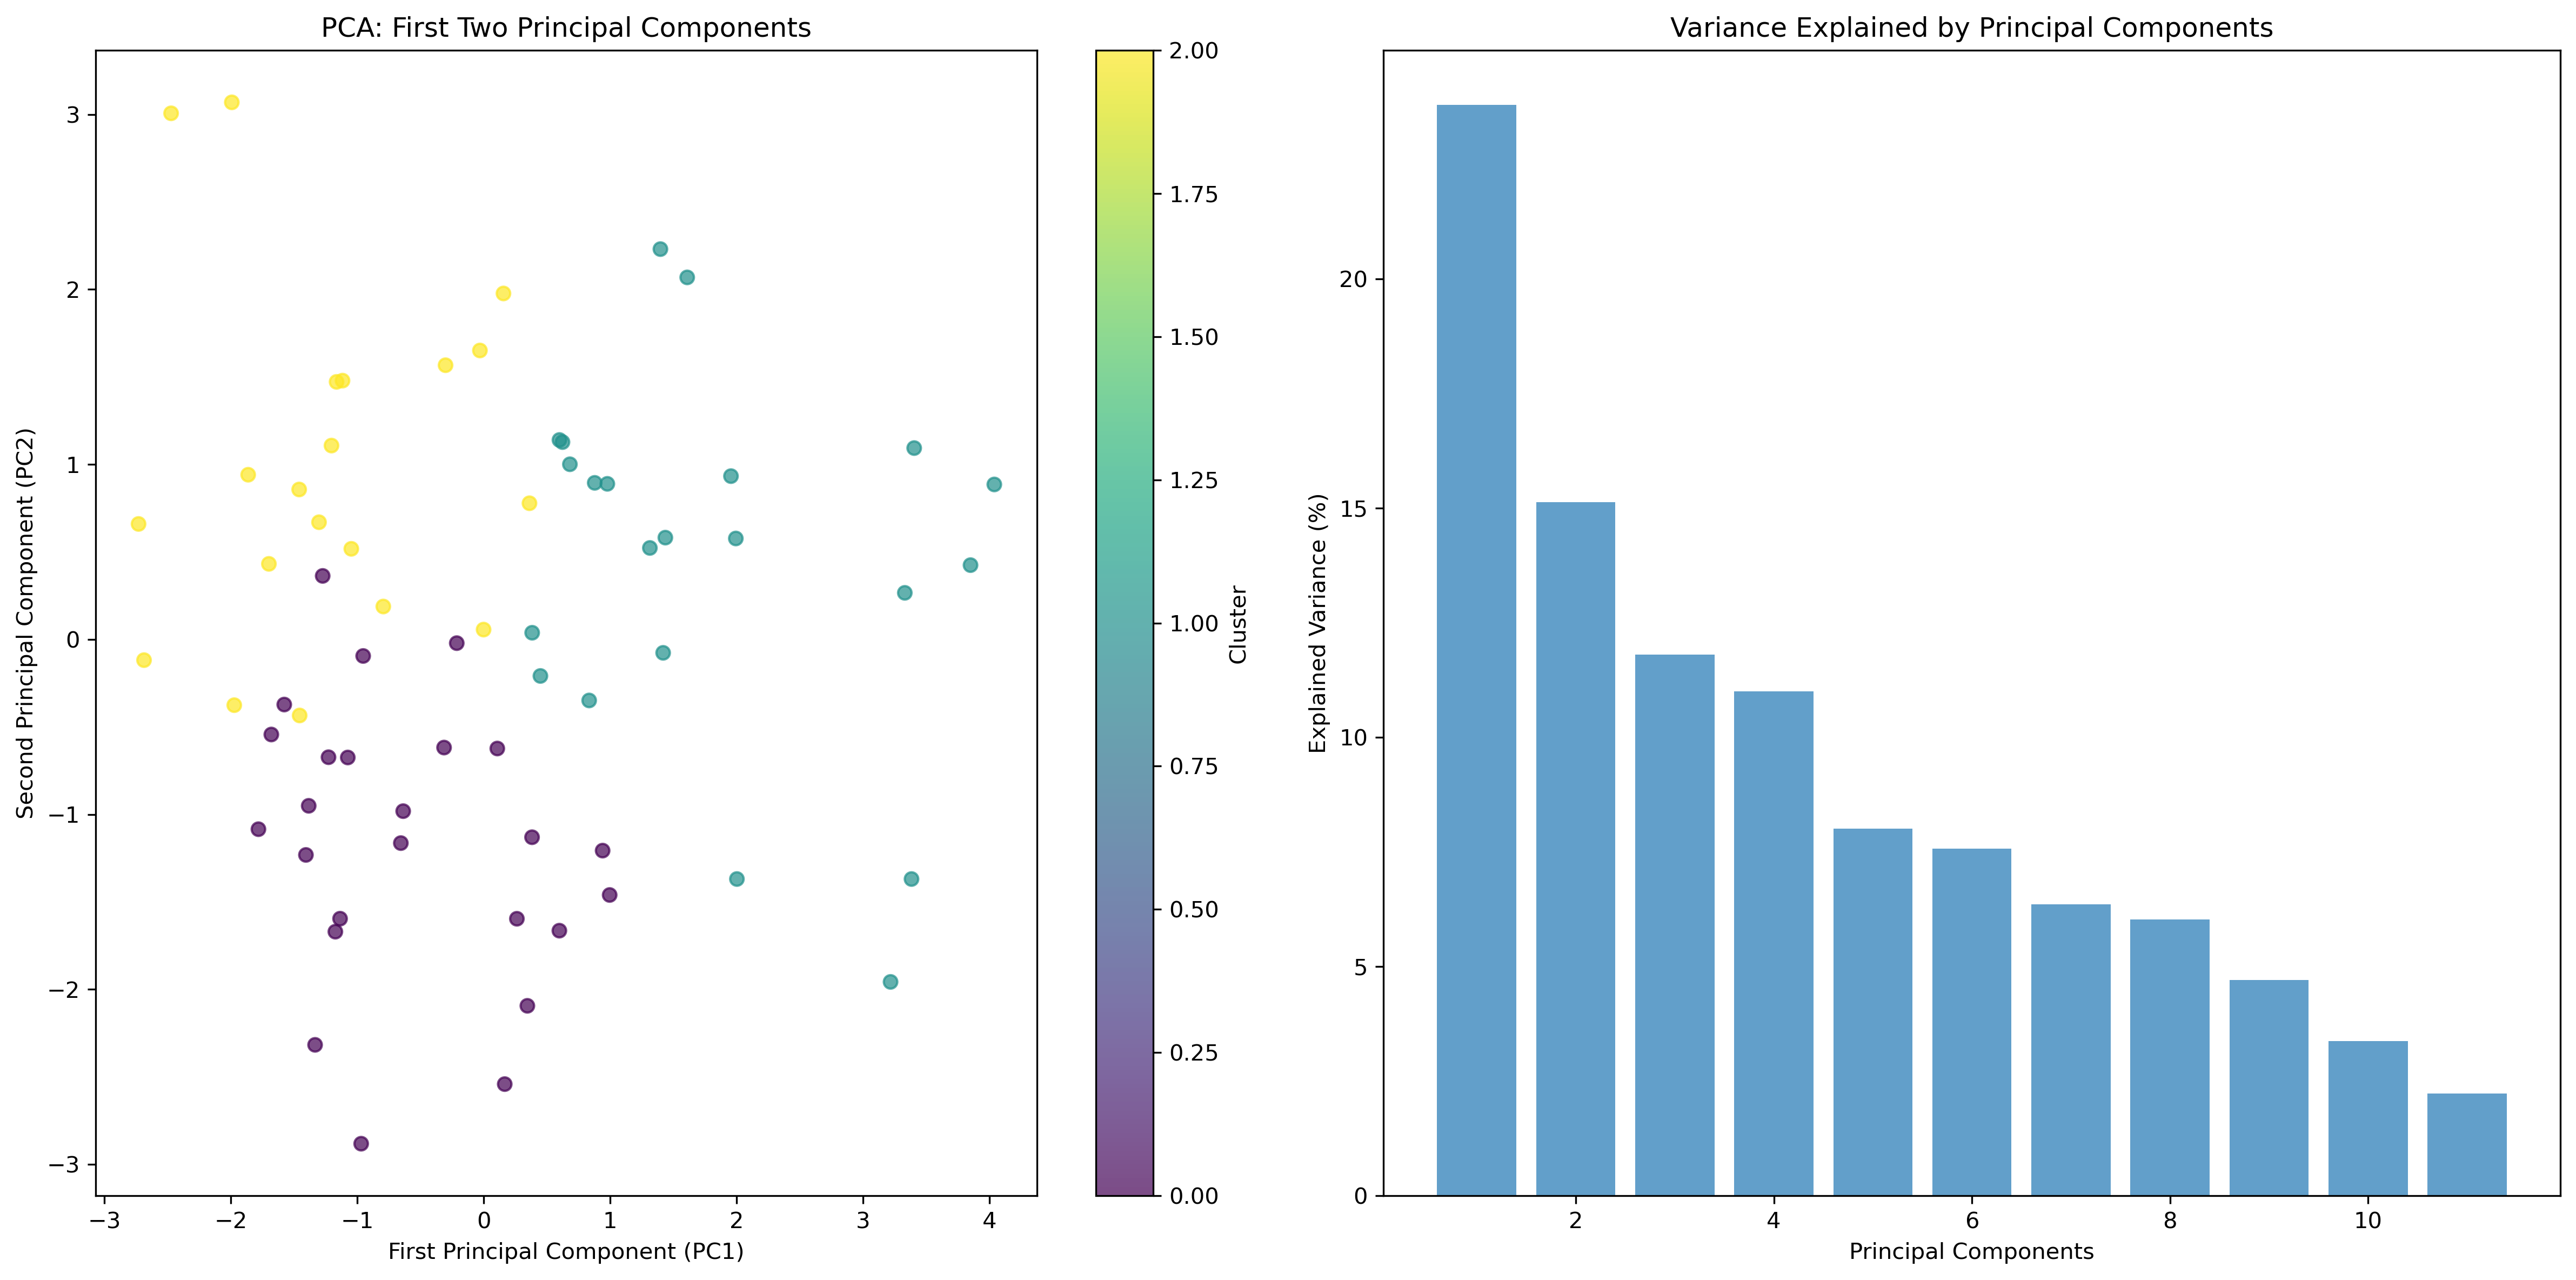 PCA: First Two Principal Components
Second Principal Component (PC2)
3
2
1
0
−1
−2
−3
−3 −2 −1 0 1 2 3 4
First Principal Component (PC1)
2.00
1.75
1.50
1.25
1.00
0.75
0.50
0.25
0.00
Cluster
Variance Explained by Principal Components
Explained Variance (%)
20
15
10
5
0
2 4 6 8 10
Principal Components